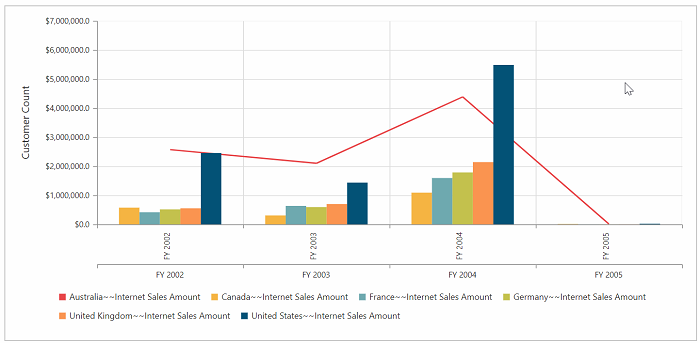 $7,000,000.0
$6,000,000.0
$5,000,000.0
$4,000,000.0
$3,000,000.0
$2,000,000.0
$1,000,000.0
$0.0
Customer Count
FY 2002
FY 2003
FY 2004
FY 2005
FY 2002 FY 2003 FY 2004 FY 2005
Australia~~Internet Sales Amount Canada~~Internet Sales Amount France~~Internet Sales Amount Germany~~Internet Sales Amount
United Kingdom~~Internet Sales Amount United States~~Internet Sales Amount